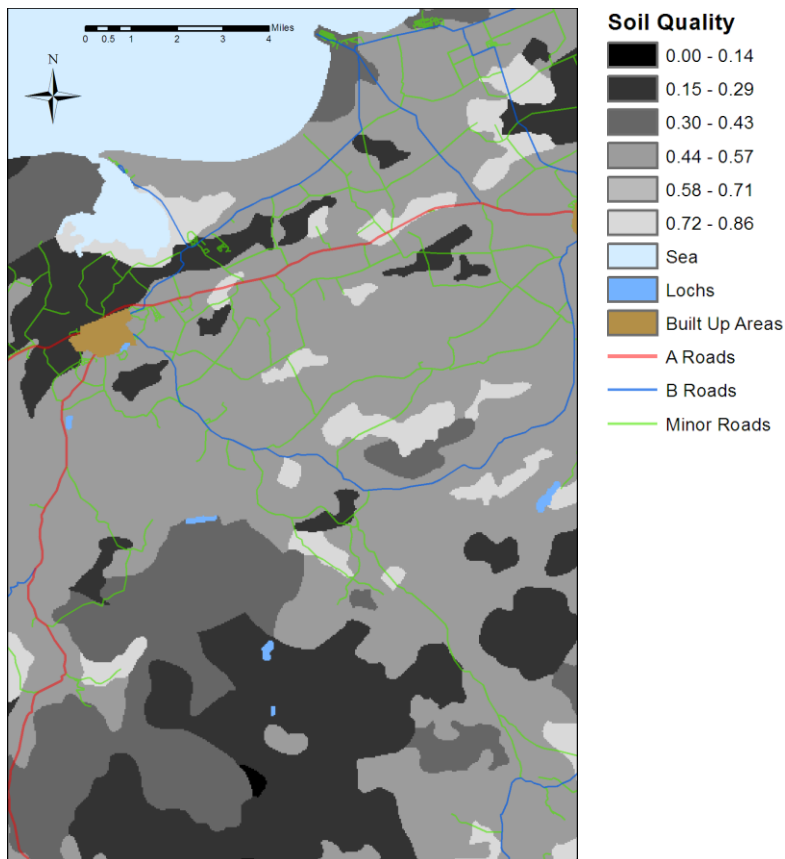 Miles
0 0.5 1 2 3 4
N
Soil Quality
0.00 - 0.14
0.15 - 0.29
0.30 - 0.43
0.44 - 0.57
0.58 - 0.71
0.72 - 0.86
Sea
Lochs
Built Up Areas
A Roads
B Roads
Minor Roads